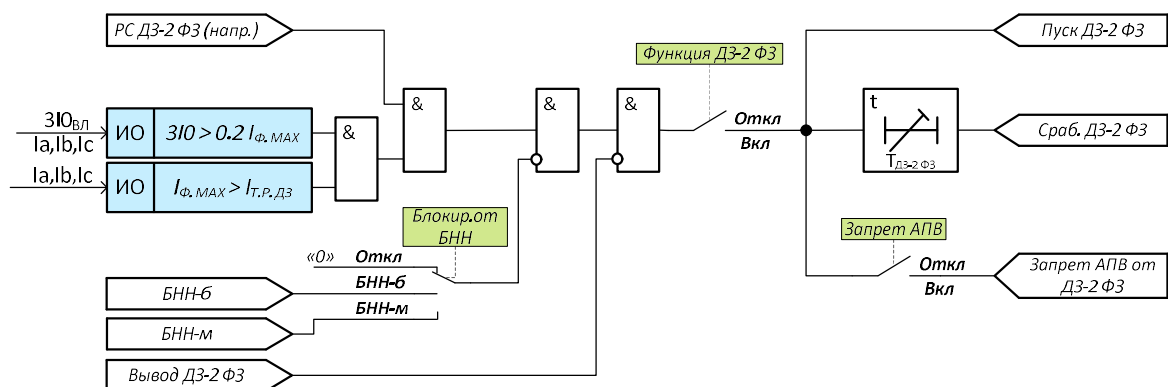 РС ДЗ-2 ФЗ (напр.)
Функция ДЗ-2 ФЗ
Пуск ДЗ-2 ФЗ
3I0ВЛ
Ia,Ib,Ic
ИО
3I0 > 0.2 IФ.MAX
&
&
&
&
Откл
Вкл
t
TДЗ-2 ФЗ
Сраб. ДЗ-2 ФЗ
Ia,Ib,Ic
ИО
IФ.MAX > IТ.Р.ДЗ
Блокир.от
БНН
«0»
Откл
БНН-б
БНН-м
БНН-б
БНН-м
Запрет АПВ
Откл
Вкл
Запрет АПВ от
ДЗ-2 ФЗ
Вывод ДЗ-2 ФЗ